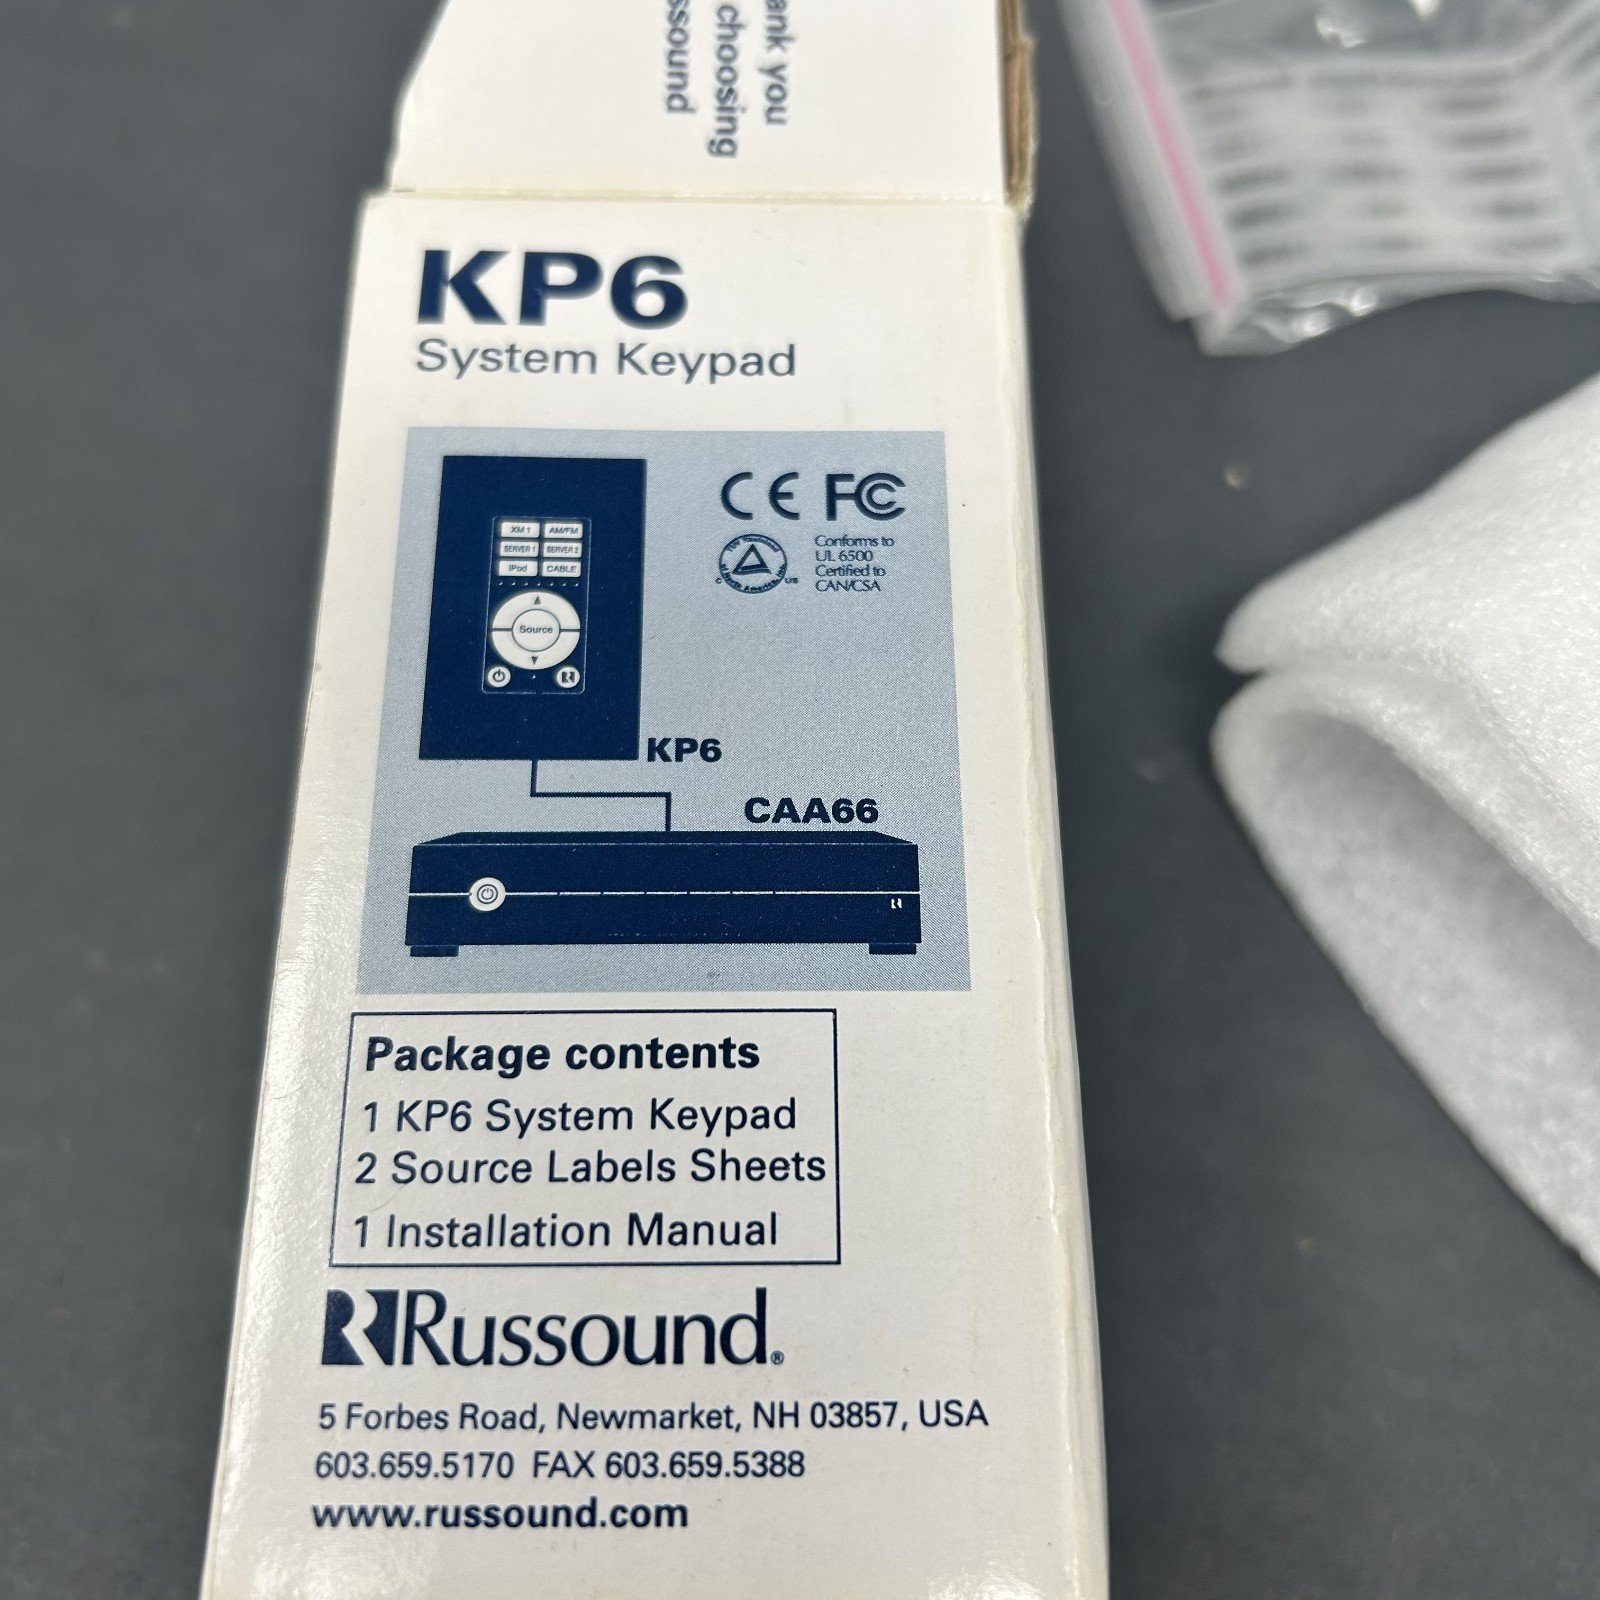 ank you
choosing
ssound
KP6
System Keypad
CE FC
Conforms to
UL 6500
Certified to
CAN/CSA
C US
XM 1 AM/FM
SERVER 1 SERVER 2
iPod CABLE
Source
KP6
CAA66
Package contents
1 KP6 System Keypad
2 Source Labels Sheets
1 Installation Manual
Russound®
5 Forbes Road, Newmarket, NH 03857, USA
603.659.5170 FAX 603.659.5388
www.russound.com